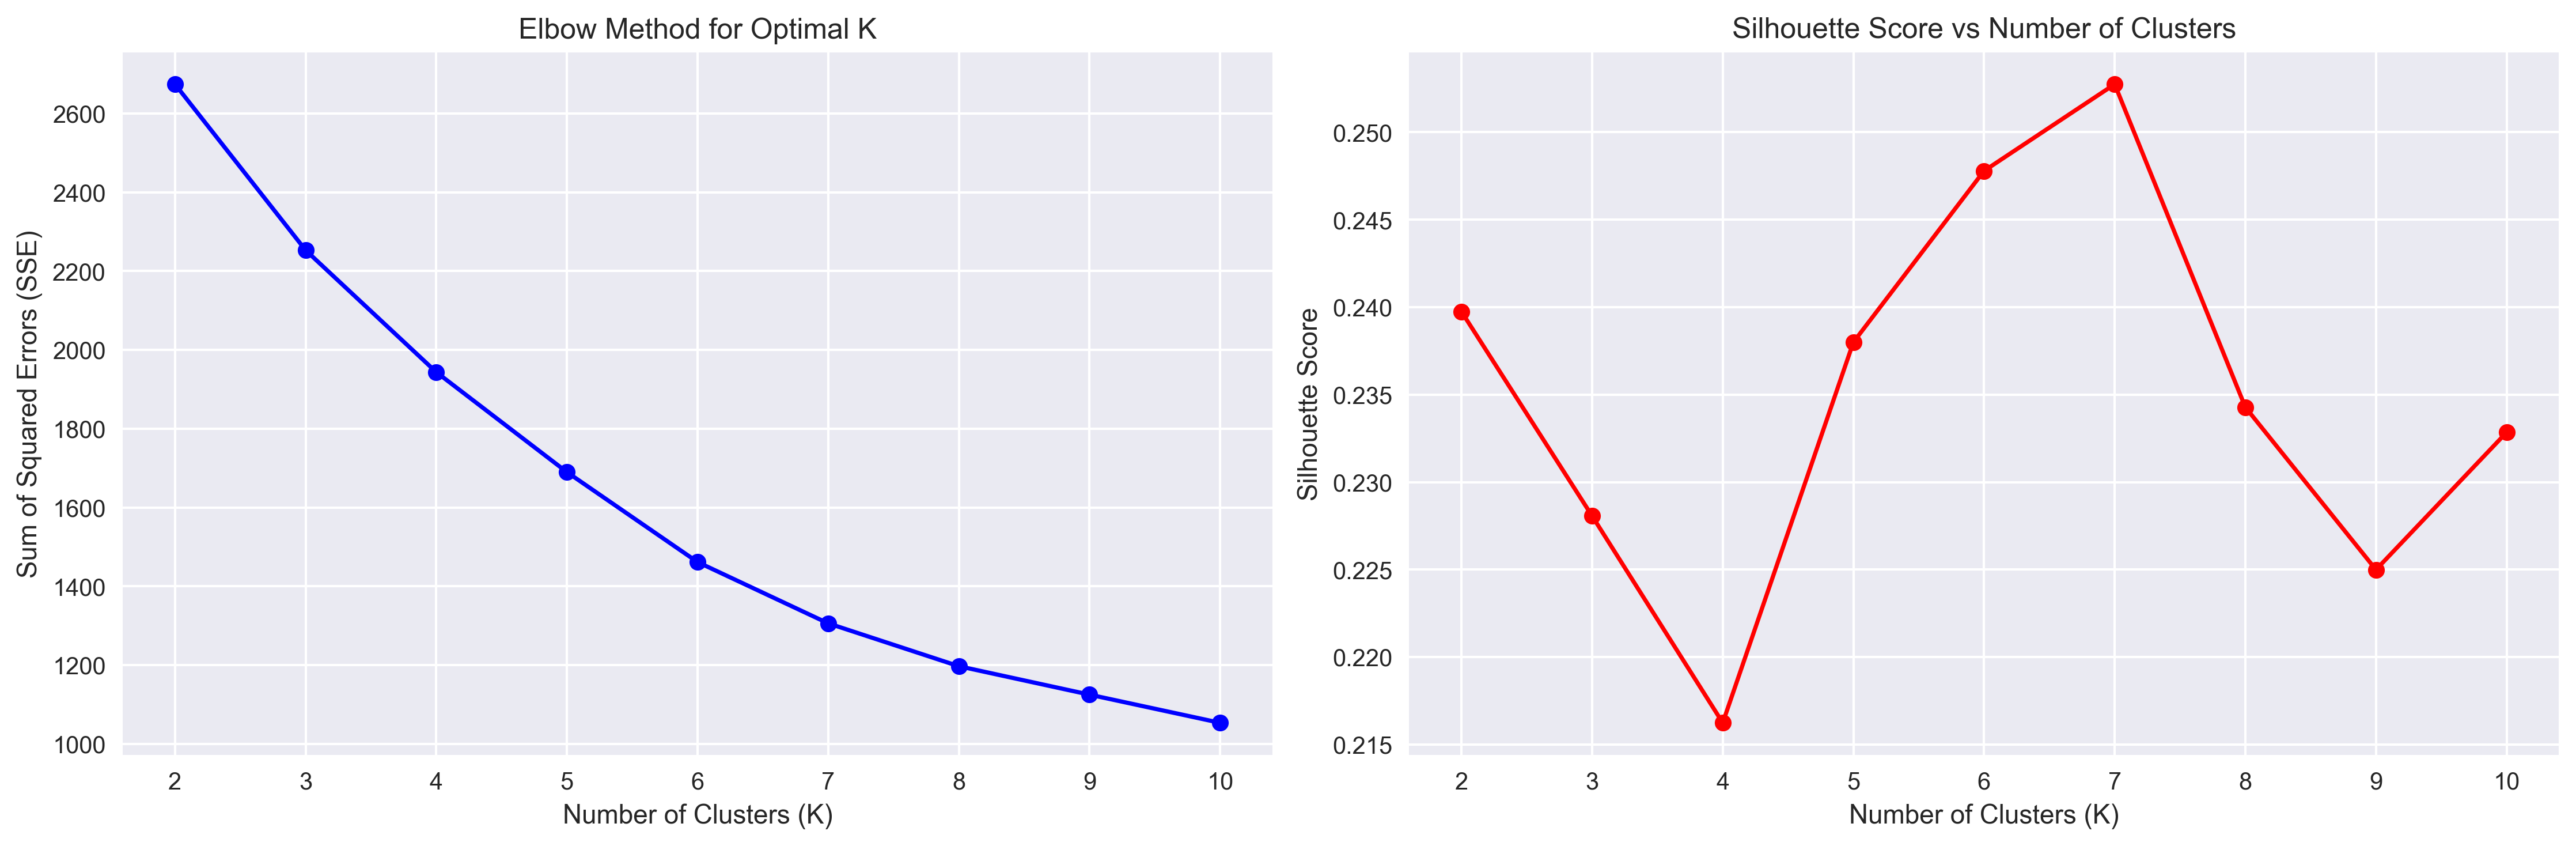 Elbow Method for Optimal K
Sum of Squared Errors (SSE)
2600
2400
2200
2000
1800
1600
1400
1200
1000
2 3 4 5 6 7 8 9 10
Number of Clusters (K)
Silhouette Score vs Number of Clusters
Silhouette Score
0.250
0.245
0.240
0.235
0.230
0.225
0.220
0.215
2 3 4 5 6 7 8 9 10
Number of Clusters (K)